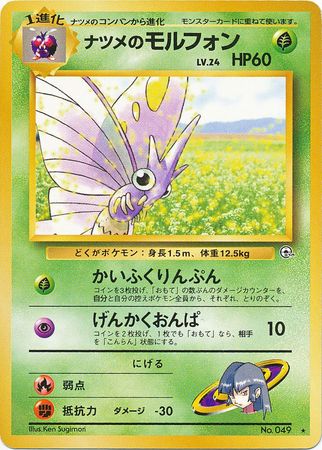 1進化
ナツメのコンパンから進化
モンスターカードに重ねて使います。
ナツメのモルフォン
LV.24 HP60
どくがポケモン:身長1.5m、体重12.5kg
かいふくりんぷん
コインを3枚投げ、「おもて」の数ぶんのダメージカウンターを、
自分と自分の控えポケモン全員から、それぞれ、とりのぞく。
げんかくおんぱ 10
コインを2枚投げ、1枚でも「おもて」なら、相手
を「こんらん」状態にする。
にげる
弱点
抵抗力 ダメージ -30
Illus.Ken Sugimori
No.049